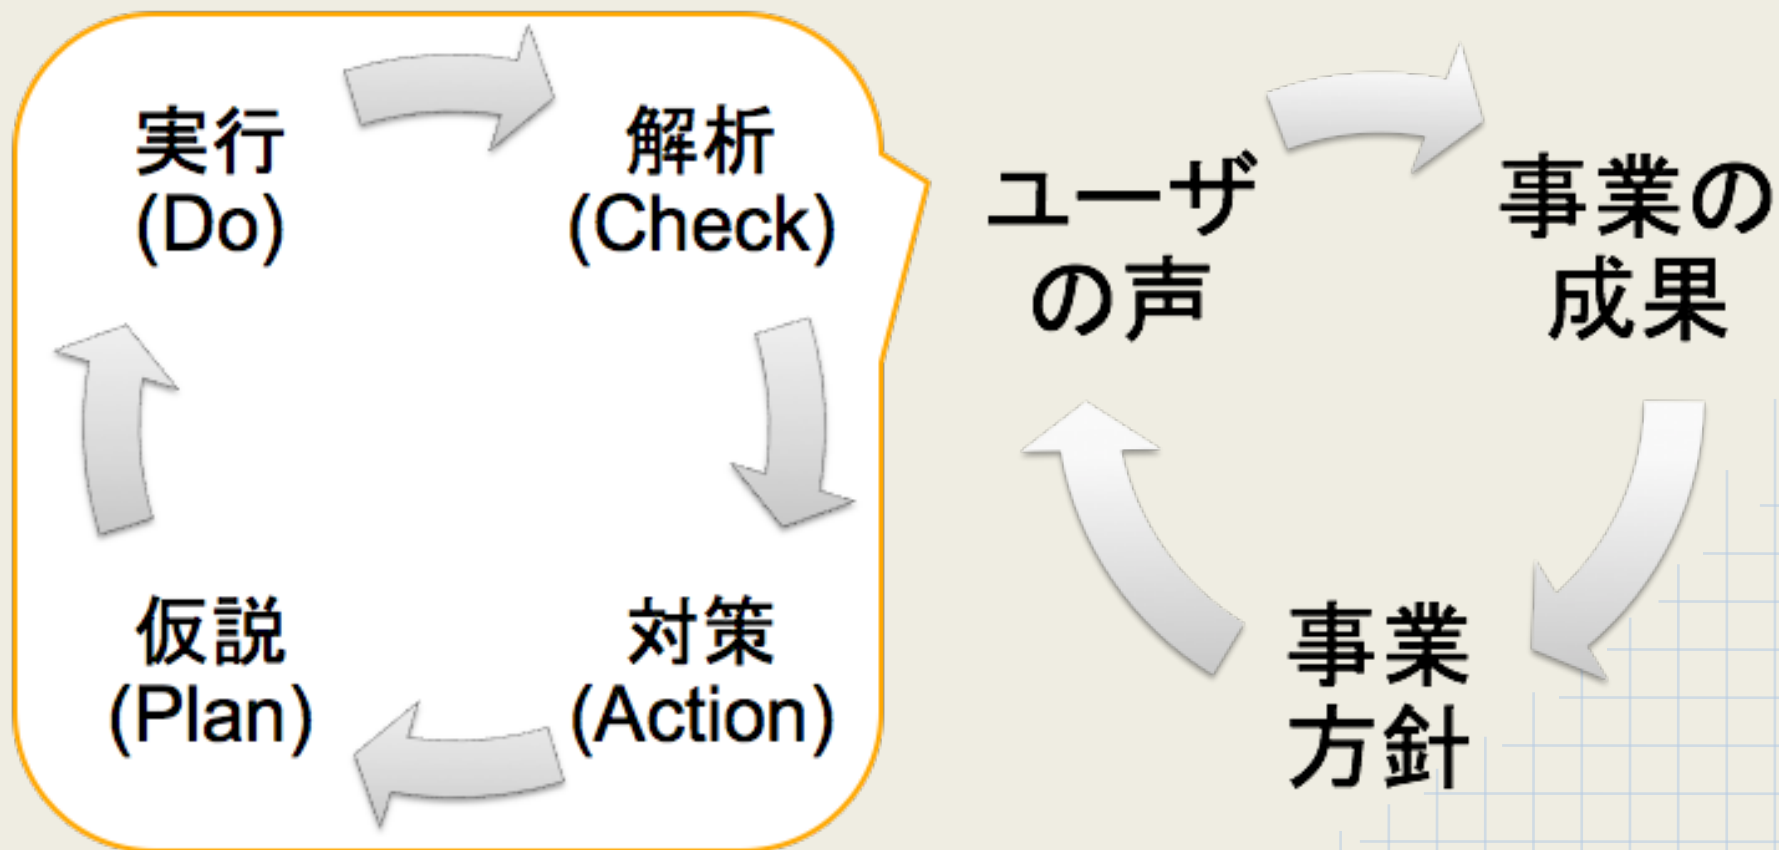 実行
(Do)
解析
(Check)
仮説
(Plan)
対策
(Action)
ユーザ
の声
事業の
成果
事業
方針